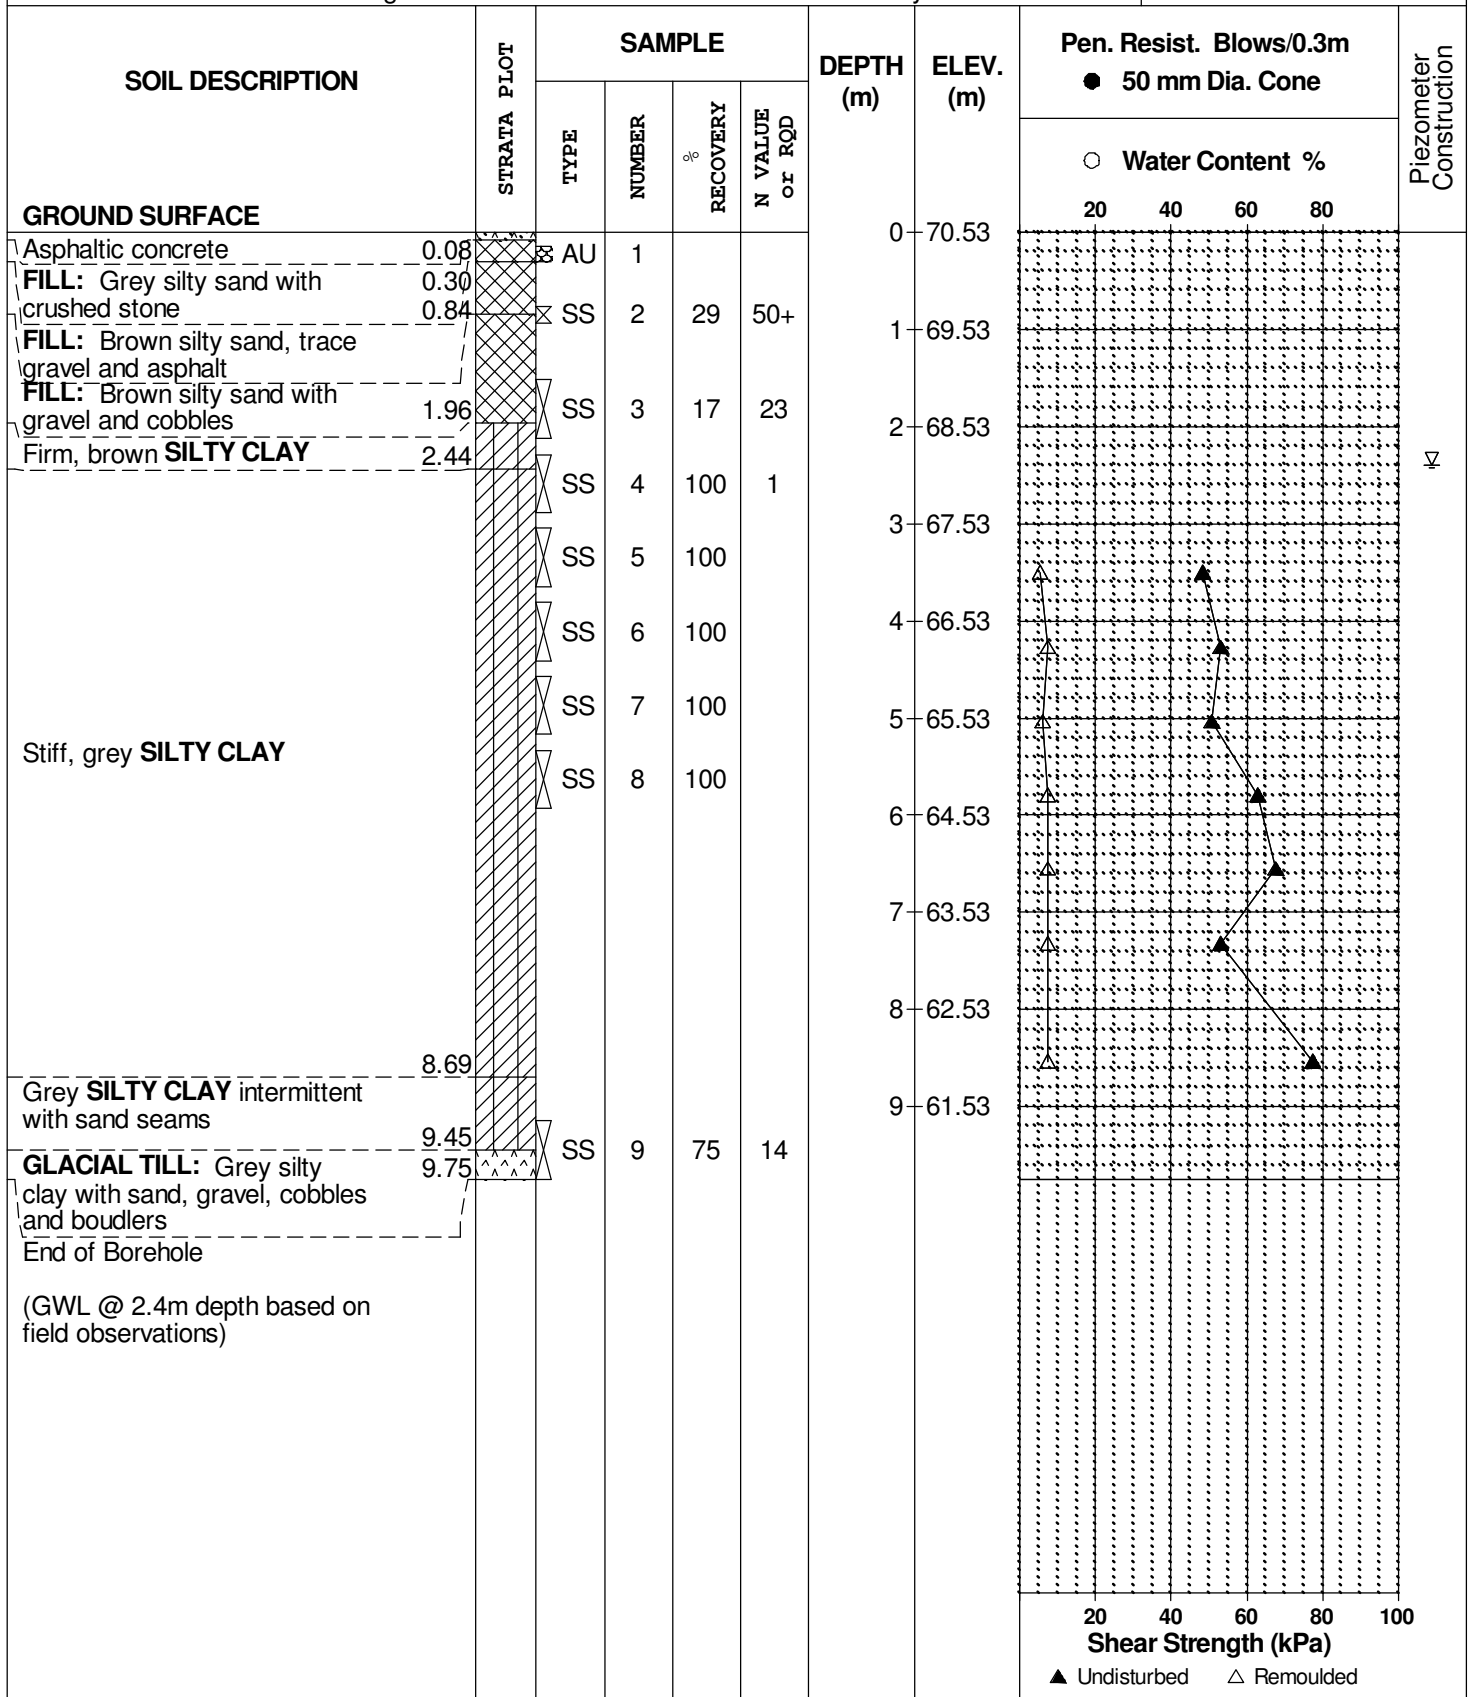 SOIL DESCRIPTION
STRATA PLOT
SAMPLE
TYPE
NUMBER
% RECOVERY
N VALUE or RQD
DEPTH (m)
ELEV. (m)
Pen. Resist. Blows/0.3m
● 50 mm Dia. Cone
○ Water Content %
Piezometer Construction
20 40 60 80
GROUND SURFACE
0 70.53
Asphaltic concrete 0.08
AU 1
FILL: Grey silty sand with 0.30
crushed stone 0.84
SS 2 29 50+
1 69.53
FILL: Brown silty sand, trace
gravel and asphalt
FILL: Brown silty sand with
gravel and cobbles 1.96
SS 3 17 23
2 68.53
Firm, brown SILTY CLAY 2.44
SS 4 100 1
3 67.53
SS 5 100
4 66.53
SS 6 100
SS 7 100
5 65.53
Stiff, grey SILTY CLAY
SS 8 100
6 64.53
7 63.53
8 62.53
8.69
Grey SILTY CLAY intermittent
with sand seams
9 61.53
9.45
SS 9 75 14
GLACIAL TILL: Grey silty 9.75
clay with sand, gravel, cobbles
and boudlers
End of Borehole
(GWL @ 2.4m depth based on
field observations)
20 40 60 80 100
Shear Strength (kPa)
▲ Undisturbed △ Remoulded